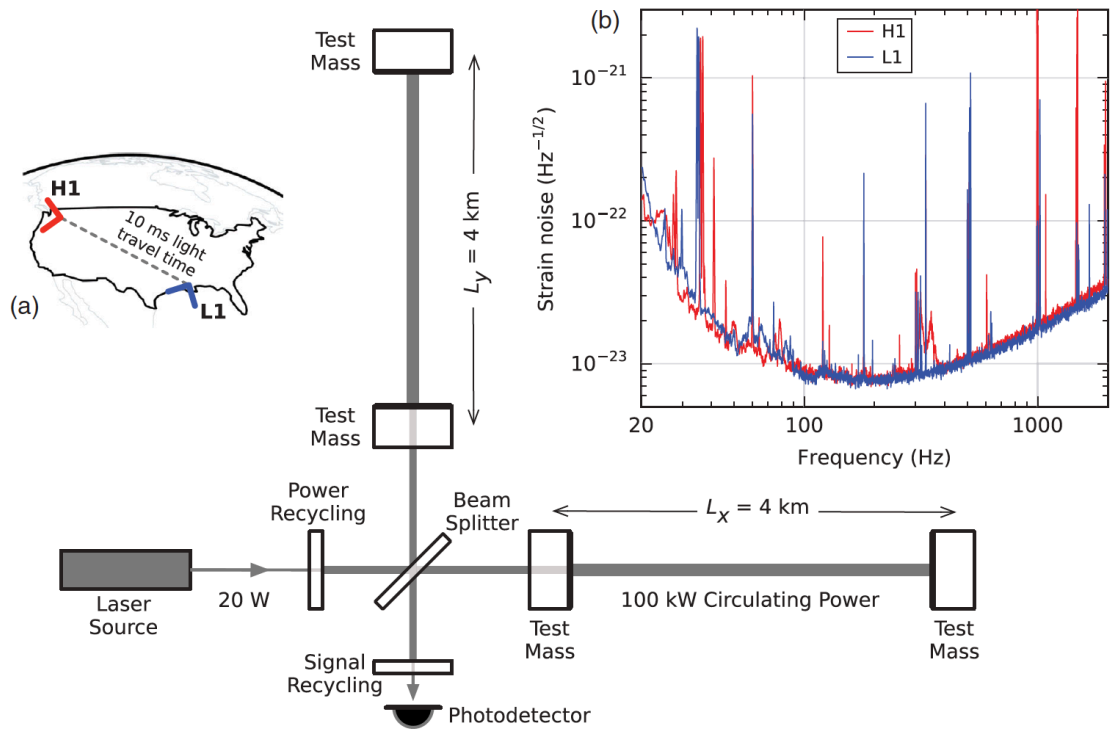 (a)
H1
10 ms light
travel time
L1
Test
Mass
L_y = 4 km
Test
Mass
Power
Recycling
Beam
Splitter
L_x = 4 km
Laser
Source
20 W
100 kW Circulating Power
Test
Mass
Test
Mass
Signal
Recycling
Photodetector
(b)
H1
L1
Strain noise (Hz^{-1/2})
10^{-21}
10^{-22}
10^{-23}
20
100
1000
Frequency (Hz)